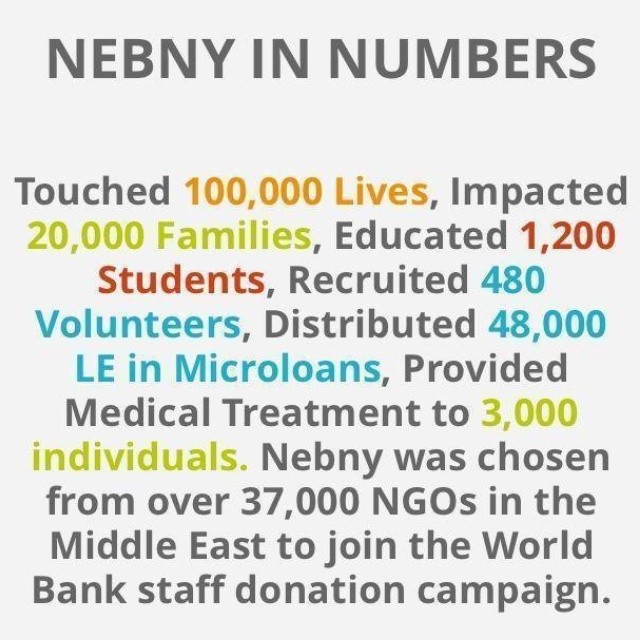 NEBNY IN NUMBERS
Touched 100,000 Lives, Impacted
20,000 Families, Educated 1,200
Students, Recruited 480
Volunteers, Distributed 48,000
LE in Microloans, Provided
Medical Treatment to 3,000
individuals. Nebny was chosen
from over 37,000 NGOs in the
Middle East to join the World
Bank staff donation campaign.